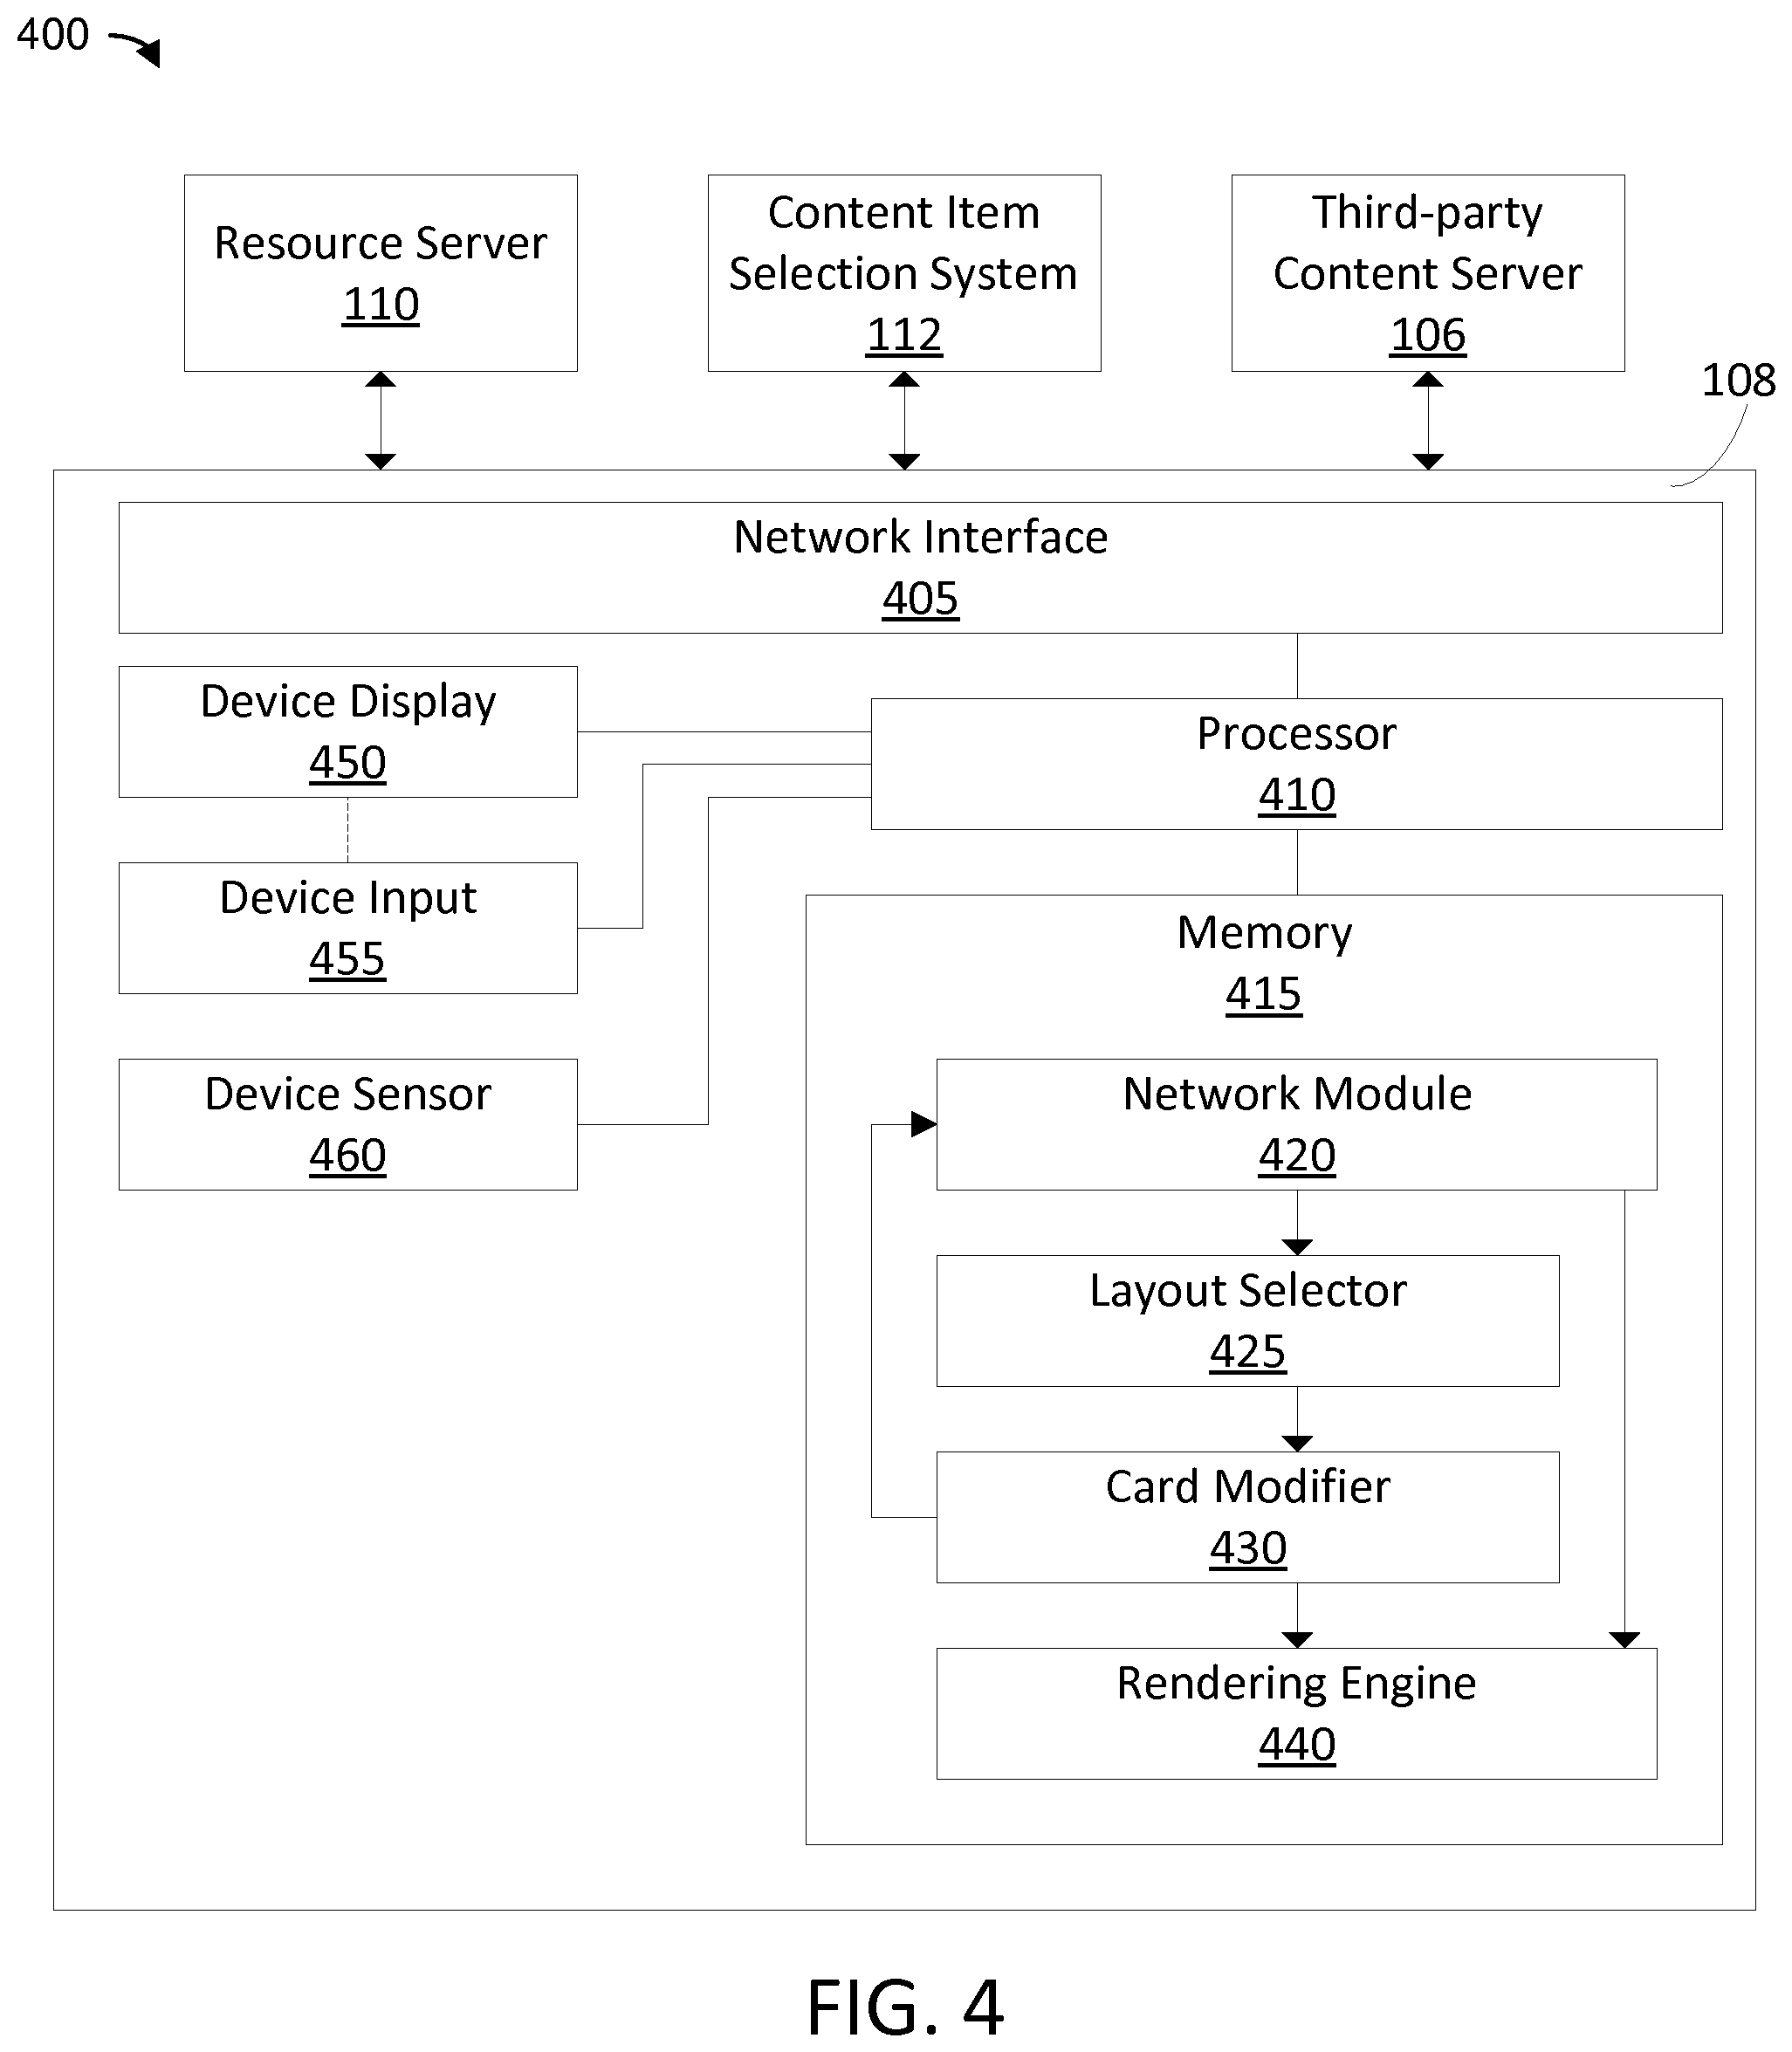 400
Resource Server
110
Content Item
Selection System
112
Third-party
Content Server
106
108
Network Interface
405
Device Display
450
Processor
410
Device Input
455
Memory
415
Device Sensor
460
Network Module
420
Layout Selector
425
Card Modifier
430
Rendering Engine
440
FIG. 4